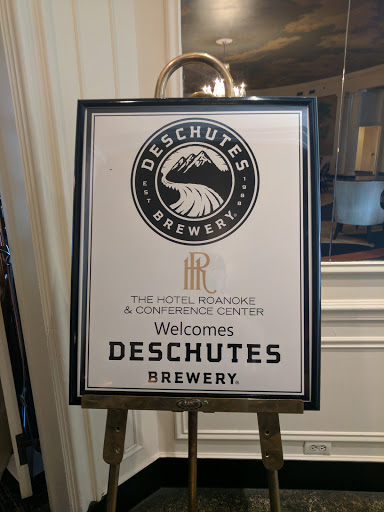 DESCHUTES
EST 1988
BREWERY®
HR
THE HOTEL ROANOKE
& CONFERENCE CENTER
Welcomes
DESCHUTES
BREWERY®